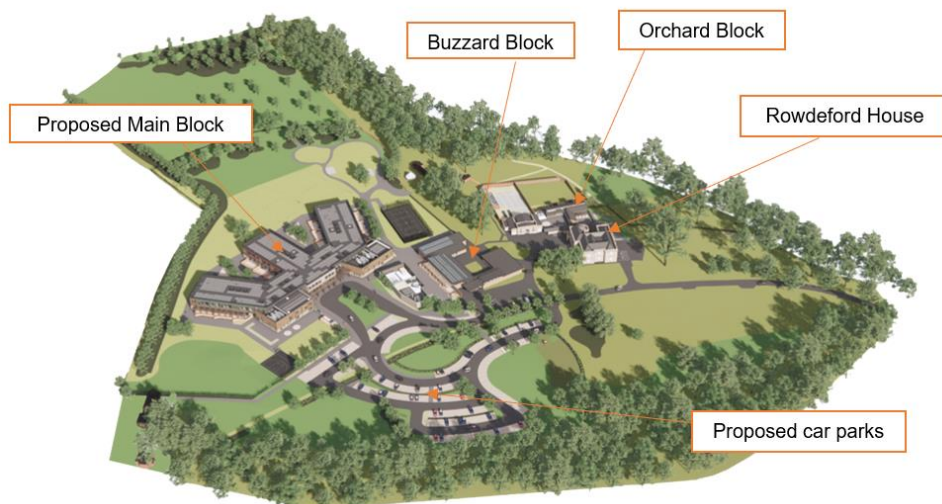 Buzzard Block
Orchard Block
Rowdeford House
Proposed Main Block
Proposed car parks